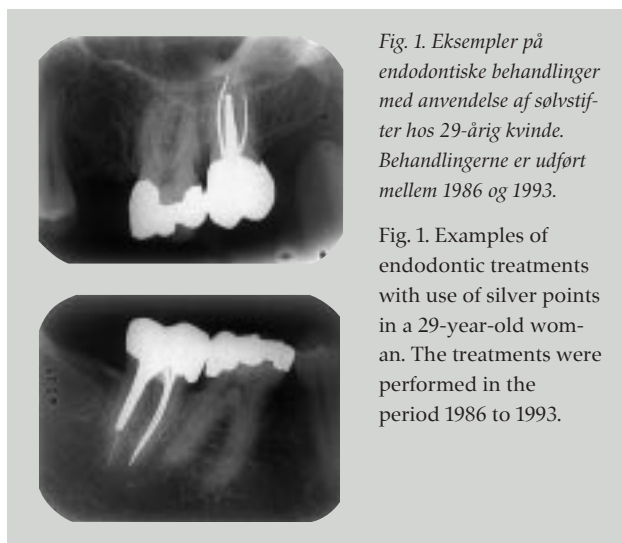 Fig. 1. Eksempler på
endodontiske behandlinger
med anvendelse af sølvstif-
ter hos 29-årig kvinde.
Behandlingerne er udført
mellem 1986 og 1993.
Fig. 1. Examples of
endodontic treatments
with use of silver points
in a 29-year-old wom-
an. The treatments were
performed in the
period 1986 to 1993.